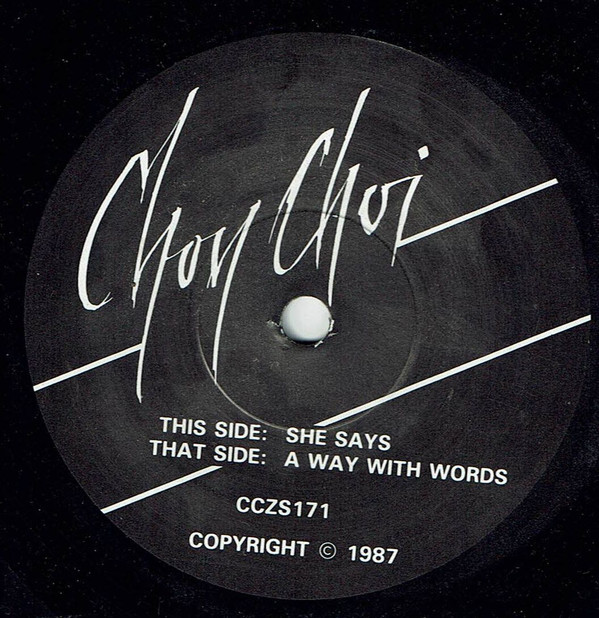 Choy Choi
THIS SIDE: SHE SAYS
THAT SIDE: A WAY WITH WORDS
CCZS171
COPYRIGHT © 1987